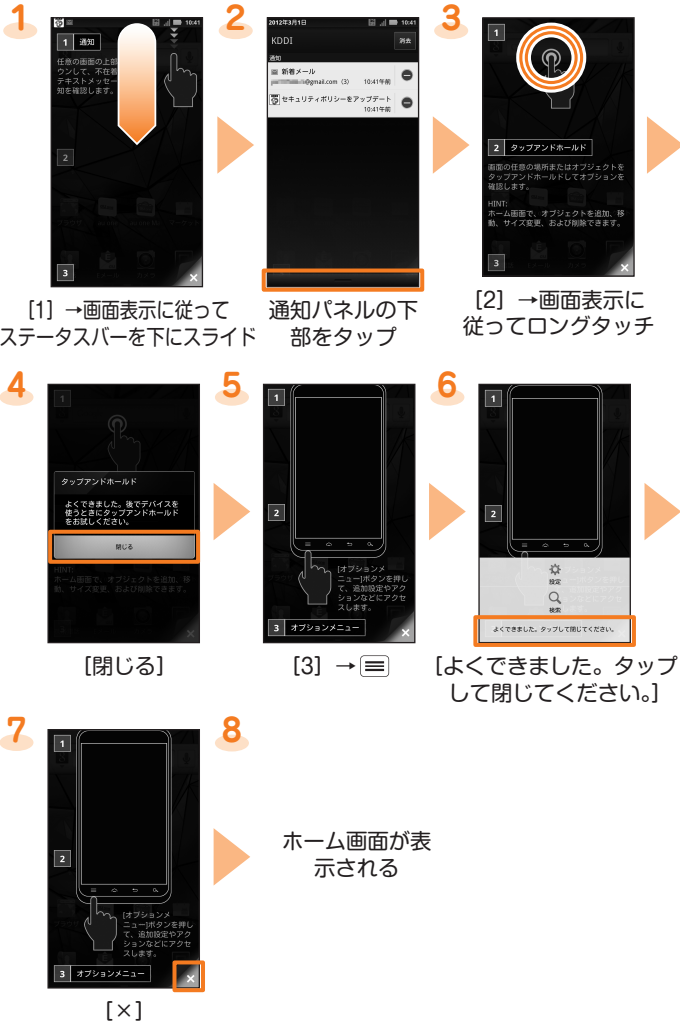 1
10:41
1 通知
任意の画面の上部
ウンして、不在着
テキストメッセー
知を確認します。
2
3
×
[1] →画面表示に従って
ステータスバーを下にスライド
2
2012年3月1日 10:41
KDDI 消去
通知
新着メール
@gmail.com（3） 10:41午前
セキュリティポリシーをアップデート
10:41午前
通知パネルの下
部をタップ
3
1
2 タップアンドホールド
画面の任意の場所またはオブジェクトを
タップアンドホールドしてオプションを
確認します。
HINT:
ホーム画面で、オブジェクトを追加、移
動、サイズ変更、および削除できます。
3
×
[2] →画面表示に
従ってロングタッチ
4
1
タップアンドホールド
よくできました。後でデバイスを
使うときにタップアンドホールド
をお試しください。
閉じる
HINT:
ホーム画面で、オブジェクトを追加、移
動、サイズ変更、および削除できます。
3
×
[閉じる]
5
1
2
[オプションメ
ニュー]ボタンを押し
て、追加設定やアク
ションなどにアクセ
スします。
3 オプションメニュー
×
[3] →
6
1
2
設定
検索
よくできました。タップして閉じてください。
[よくできました。タップ
して閉じてください。]
7
1
2
[オプションメ
ニュー]ボタンを押し
て、追加設定やアク
ションなどにアクセ
スします。
3 オプションメニュー
×
[×]
8
ホーム画面が表
示される